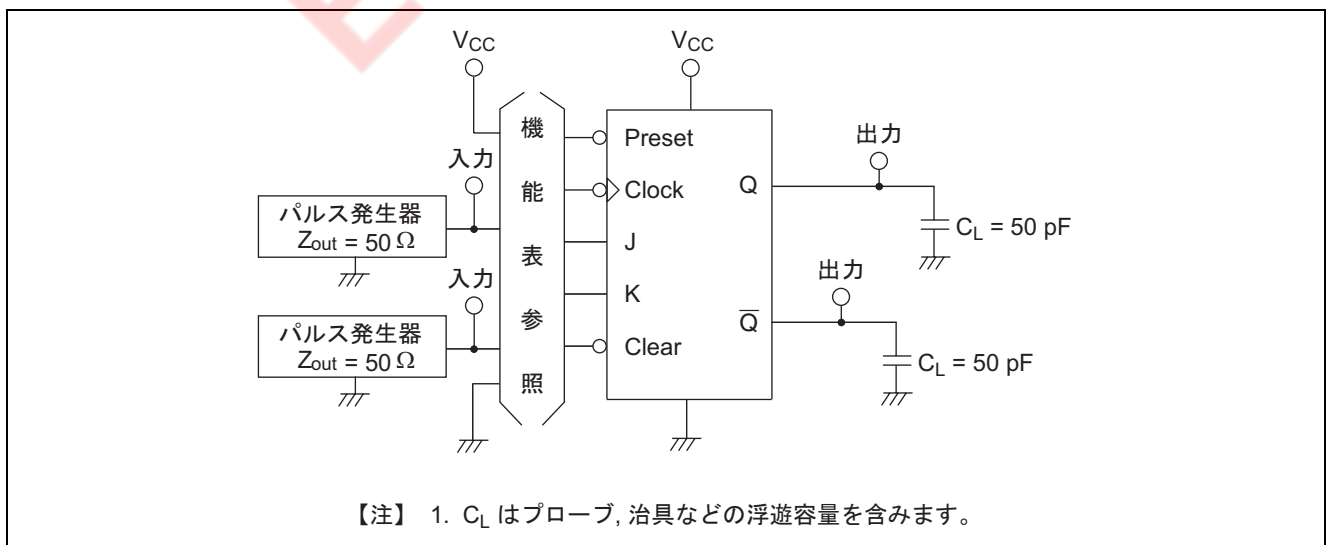 VCC
VCC
機能表参照
Preset
Clock
J
K
Clear
Q
Q̅
入力
パルス発生器
Zout = 50 Ω
入力
パルス発生器
Zout = 50 Ω
出力
CL = 50 pF
出力
CL = 50 pF
【注】 1. CL はプローブ, 治具などの浮遊容量を含みます。